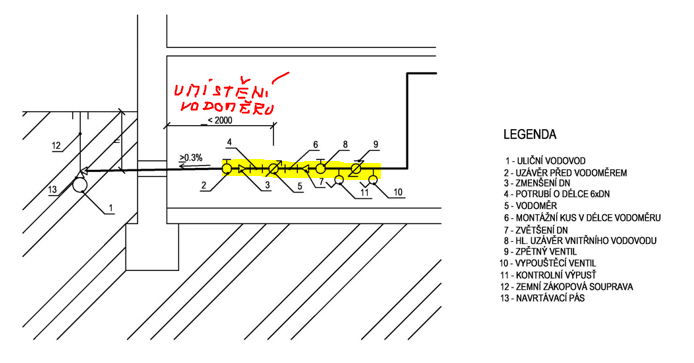 UMÍSTĚNÍ
VODOMĚRU
< 2000
>0.3%
4
6
8
9
12
2
3
5
7
11
10
13
1
LEGENDA
1 - ULIČNÍ VODOVOD
2 - UZÁVĚR PŘED VODOMĚREM
3 - ZMENŠENÍ DN
4 - POTRUBÍ O DÉLCE 6xDN
5 - VODOMĚR
6 - MONTÁŽNÍ KUS V DÉLCE VODOMĚRU
7 - ZVĚTŠENÍ DN
8 - HL. UZÁVĚR VNITŘNÍHO VODOVODU
9 - ZPĚTNÝ VENTIL
10 - VYPOUŠTĚCÍ VENTIL
11 - KONTROLNÍ VÝPUSŤ
12 - ZEMNÍ ZÁKOPOVÁ SOUPRAVA
13 - NAVRTÁVACÍ PÁS